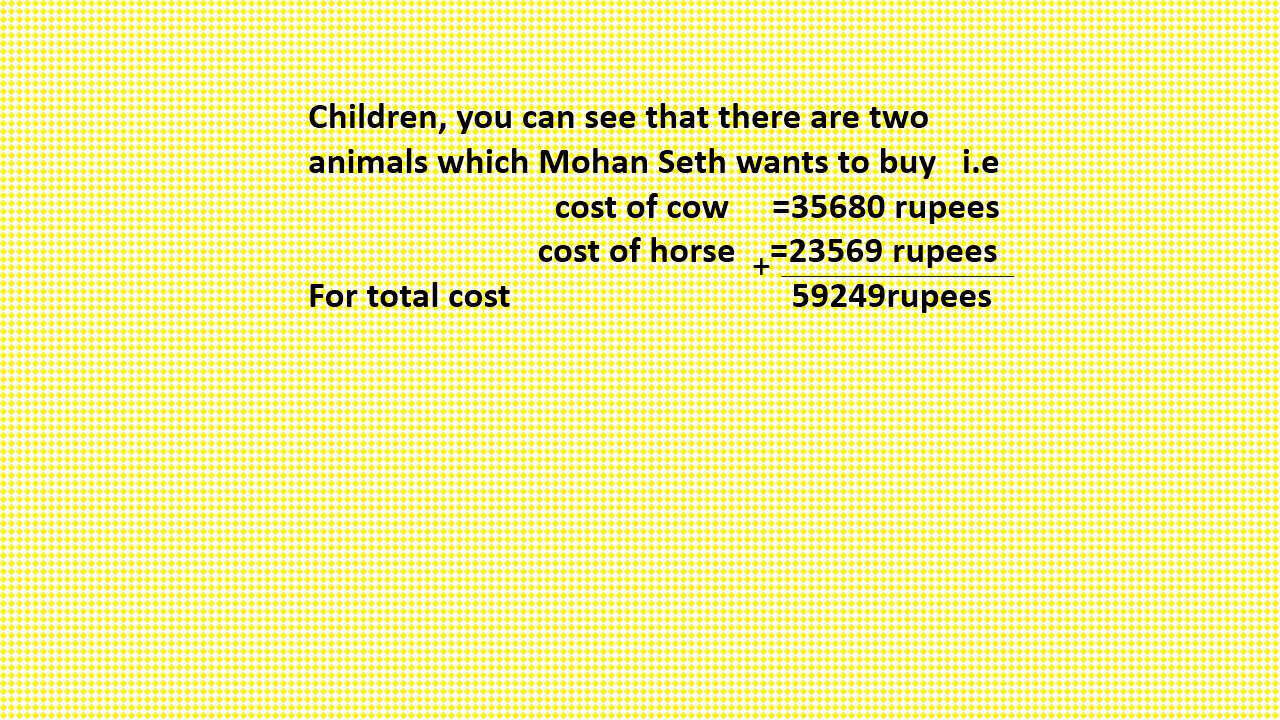 Children, you can see that there are two
animals which Mohan Seth wants to buy i.e
cost of cow =35680 rupees
cost of horse +=23569 rupees
For total cost 59249rupees